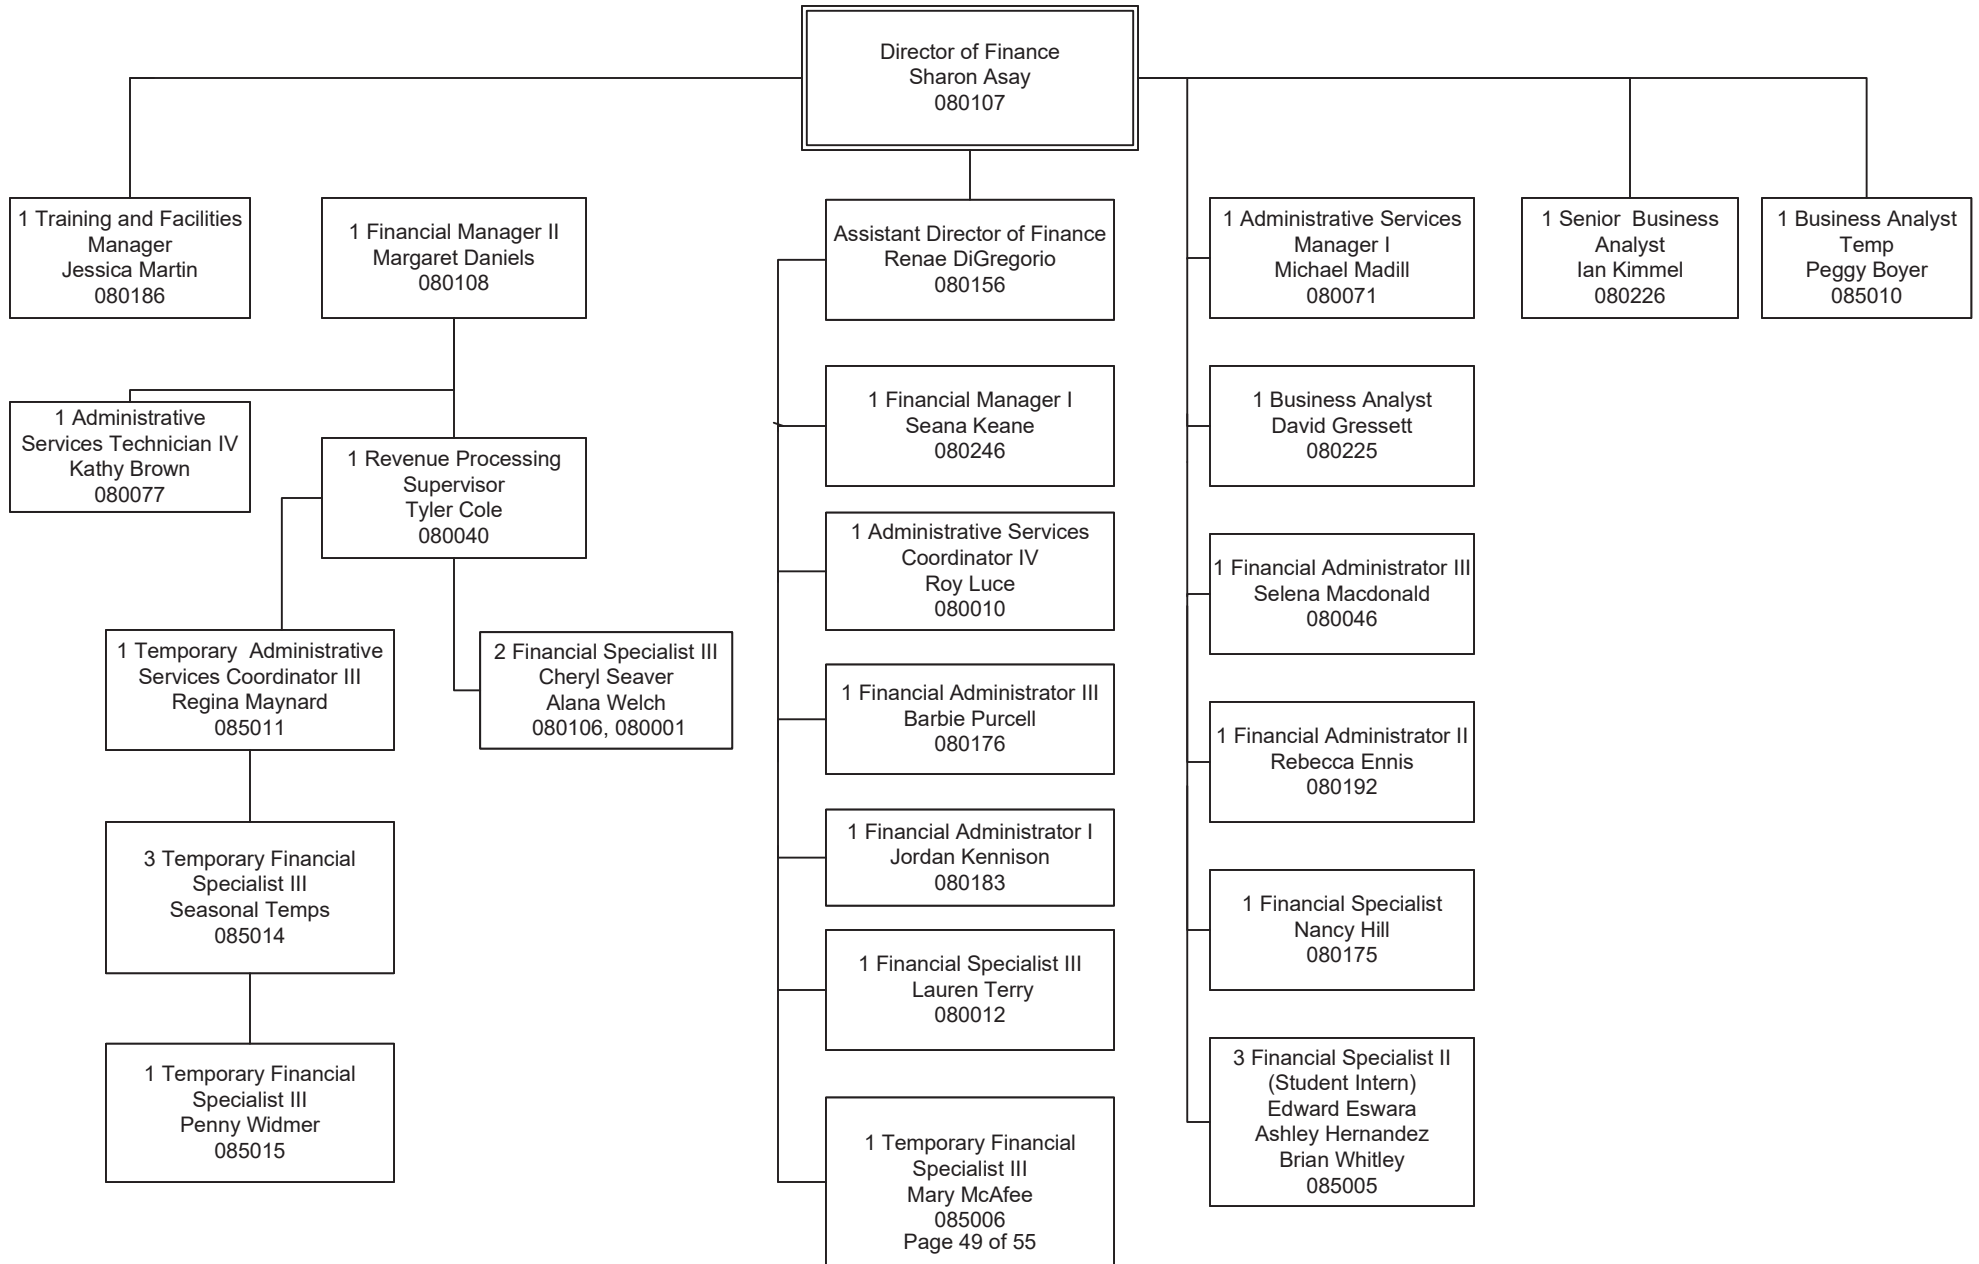 Director of Finance
Sharon Asay
080107
1 Training and Facilities
Manager
Jessica Martin
080186
1 Financial Manager II
Margaret Daniels
080108
Assistant Director of Finance
Renae DiGregorio
080156
1 Administrative Services
Manager I
Michael Madill
080071
1 Senior Business
Analyst
Ian Kimmel
080226
1 Business Analyst
Temp
Peggy Boyer
085010
1 Administrative
Services Technician IV
Kathy Brown
080077
1 Revenue Processing
Supervisor
Tyler Cole
080040
1 Temporary Administrative
Services Coordinator III
Regina Maynard
085011
2 Financial Specialist III
Cheryl Seaver
Alana Welch
080106, 080001
3 Temporary Financial
Specialist III
Seasonal Temps
085014
1 Temporary Financial
Specialist III
Penny Widmer
085015
1 Financial Manager I
Seana Keane
080246
1 Administrative Services
Coordinator IV
Roy Luce
080010
1 Financial Administrator III
Barbie Purcell
080176
1 Financial Administrator I
Jordan Kennison
080183
1 Financial Specialist III
Lauren Terry
080012
1 Temporary Financial
Specialist III
Mary McAfee
085006
1 Business Analyst
David Gressett
080225
1 Financial Administrator III
Selena Macdonald
080046
1 Financial Administrator II
Rebecca Ennis
080192
1 Financial Specialist
Nancy Hill
080175
3 Financial Specialist II
(Student Intern)
Edward Eswara
Ashley Hernandez
Brian Whitley
085005
Page 49 of 55